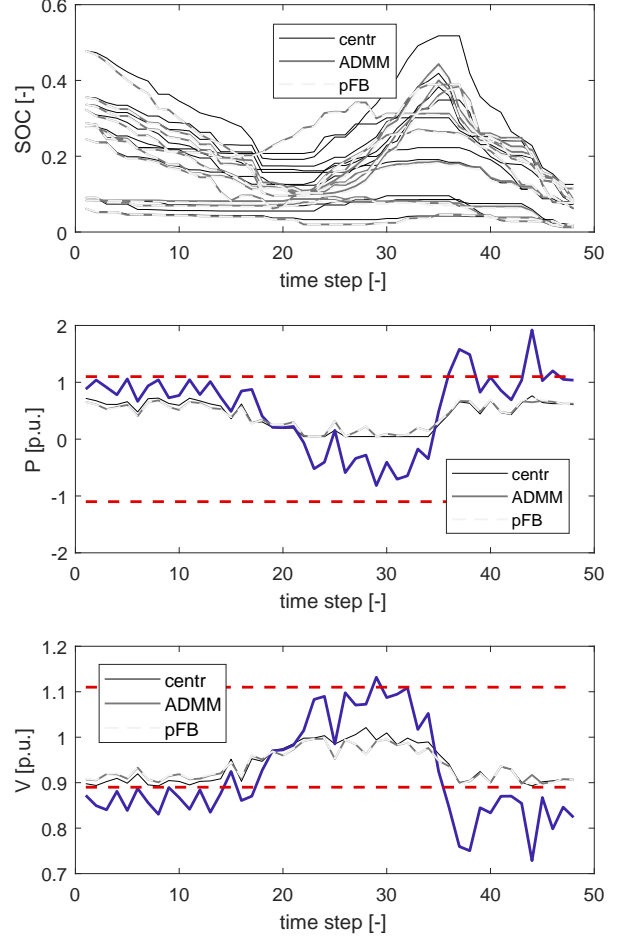 0.6
0.4
0.2
0
SOC [-]
centr
ADMM
pFB
0 10 20 30 40 50
time step [-]
2
1
0
-1
-2
P [p.u.]
centr
ADMM
pFB
0 10 20 30 40 50
time step [-]
1.2
1.1
1
0.9
0.8
0.7
V [p.u.]
centr
ADMM
pFB
0 10 20 30 40 50
time step [-]